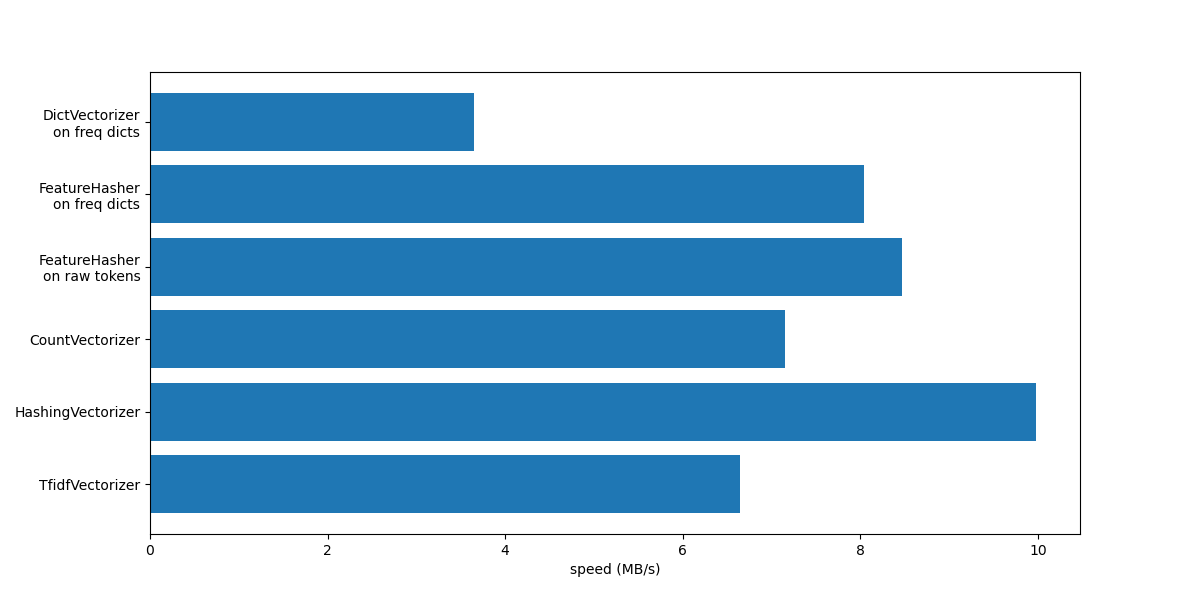 DictVectorizer
on freq dicts
FeatureHasher
on freq dicts
FeatureHasher
on raw tokens
CountVectorizer
HashingVectorizer
TfidfVectorizer
0 2 4 6 8 10
speed (MB/s)